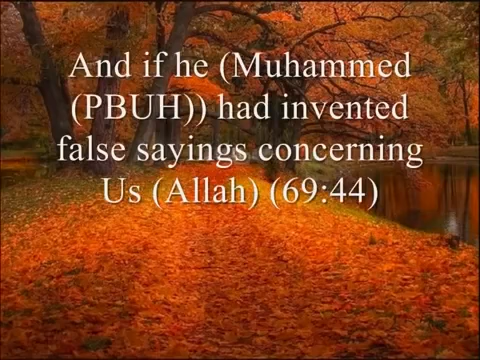 And if he (Muhammed
(PBUH)) had invented
false sayings concerning
Us (Allah) (69:44)